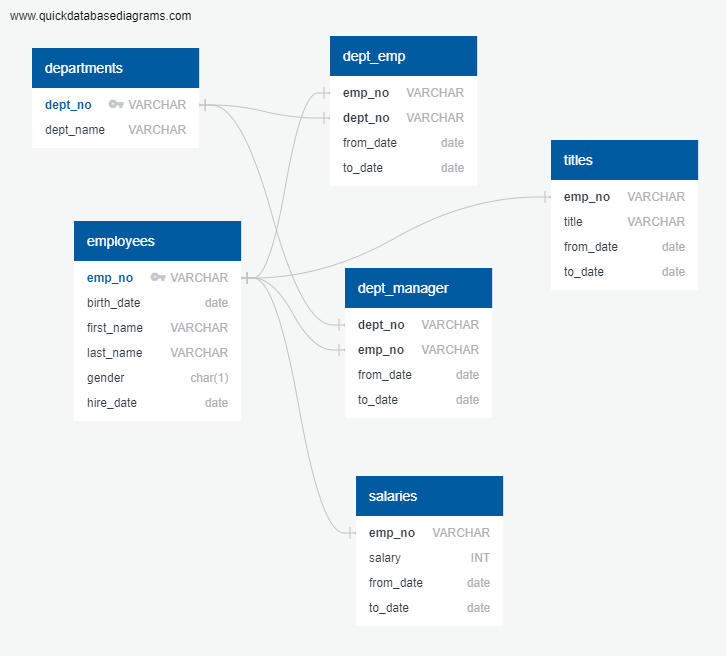 www.quickdatabasediagrams.com
departments
dept_no VARCHAR
dept_name VARCHAR
dept_emp
emp_no VARCHAR
dept_no VARCHAR
from_date date
to_date date
titles
emp_no VARCHAR
title VARCHAR
from_date date
to_date date
employees
emp_no VARCHAR
birth_date date
first_name VARCHAR
last_name VARCHAR
gender char(1)
hire_date date
dept_manager
dept_no VARCHAR
emp_no VARCHAR
from_date date
to_date date
salaries
emp_no VARCHAR
salary INT
from_date date
to_date date